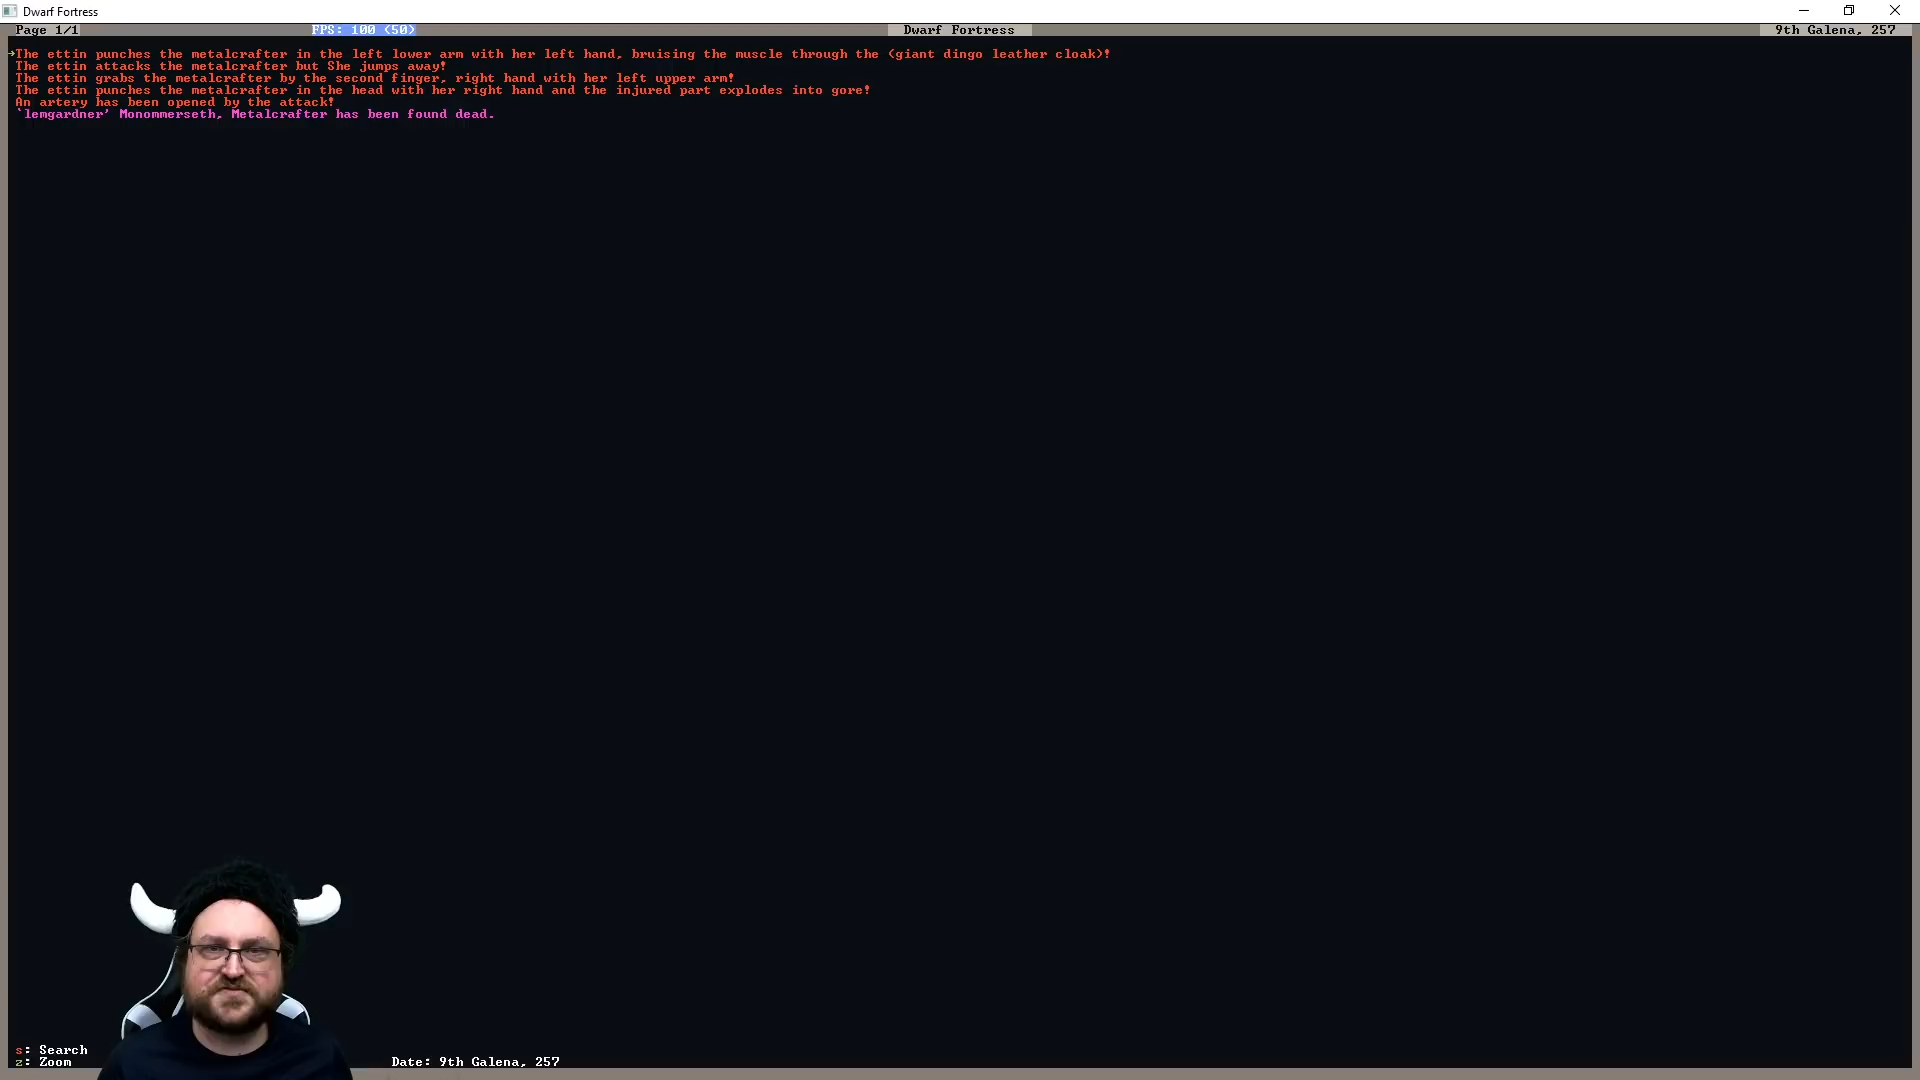 Dwarf Fortress
Page 1/1 FPS: 100 (50) Dwarf Fortress 9th Galena, 257
The ettin punches the metalcrafter in the left lower arm with her left hand, bruising the muscle through the (giant dingo leather cloak)!
The ettin attacks the metalcrafter but She jumps away!
The ettin grabs the metalcrafter by the second finger, right hand with her left upper arm!
The ettin punches the metalcrafter in the head with her right hand and the injured part explodes into gore!
An artery has been opened by the attack!
`lemgardner' Monommerseth, Metalcrafter has been found dead.
s: Search
z: Zoom Date: 9th Galena, 257